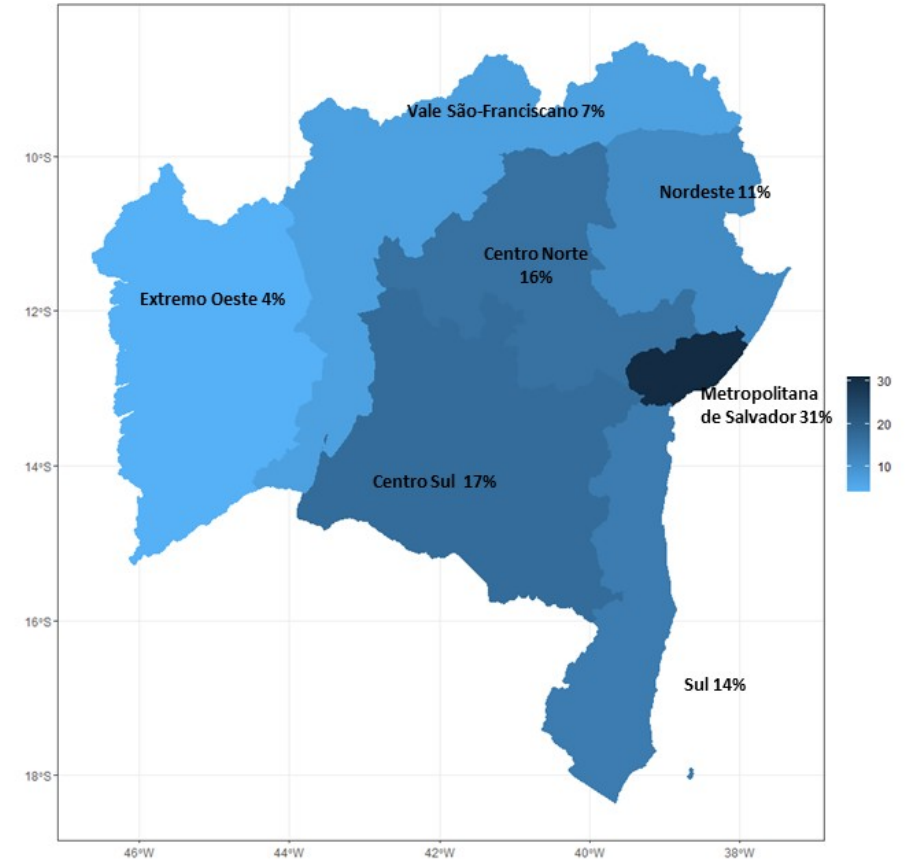 Vale São-Franciscano 7%
10°S
Nordeste 11%
Centro Norte
16%
Extremo Oeste 4%
12°S
30
Metropolitana
de Salvador 31%
20
14°S
10
Centro Sul 17%
16°S
Sul 14%
18°S
46°W
44°W
42°W
40°W
38°W